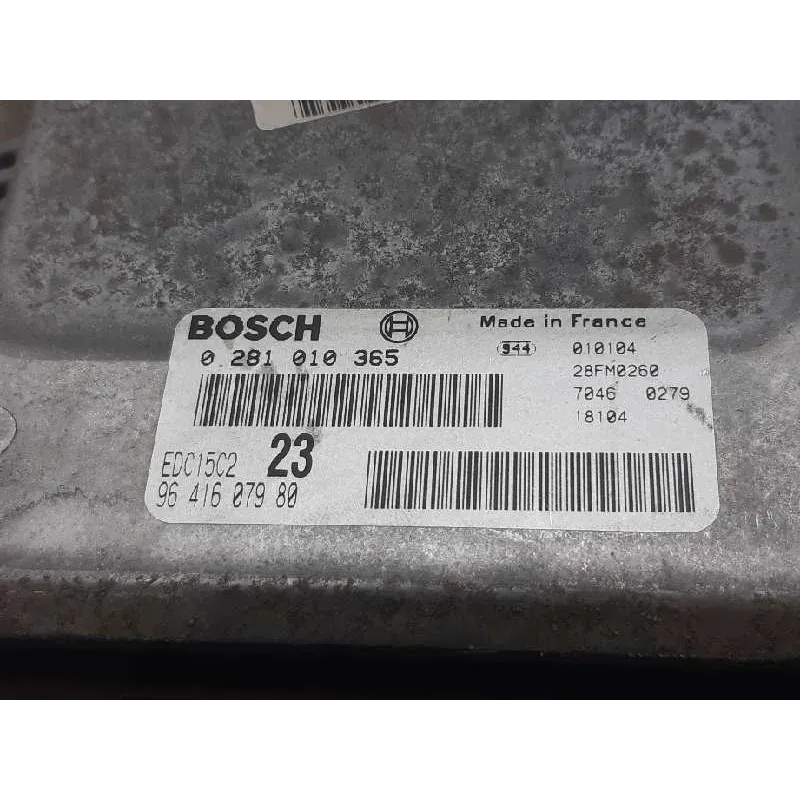 BOSCH Made in France
0 281 010 365 944 010104
28FM0260
7046 0279
18104
EDC15C2 23
96 416 079 80